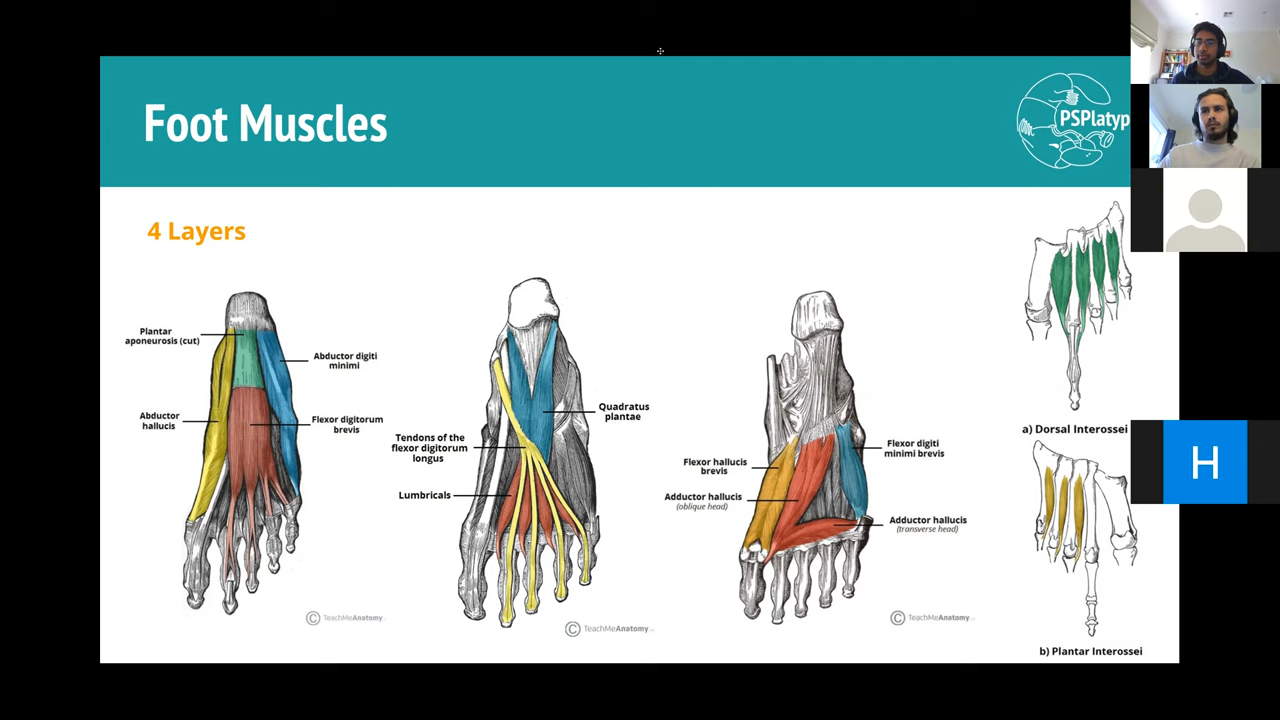 Foot Muscles
PSPlatyp
4 Layers
Plantar
aponeurosis (cut)
Abductor digiti
minimi
Abductor
hallucis
Flexor digitorum
brevis
© TeachMeAnatomy
Quadratus
plantae
Tendons of the
flexor digitorum
longus
Lumbricals
© TeachMeAnatomy
Flexor digiti
minimi brevis
Flexor hallucis
brevis
Adductor hallucis
(oblique head)
Adductor hallucis
(transverse head)
© TeachMeAnatomy
a) Dorsal Interossei
b) Plantar Interossei
H